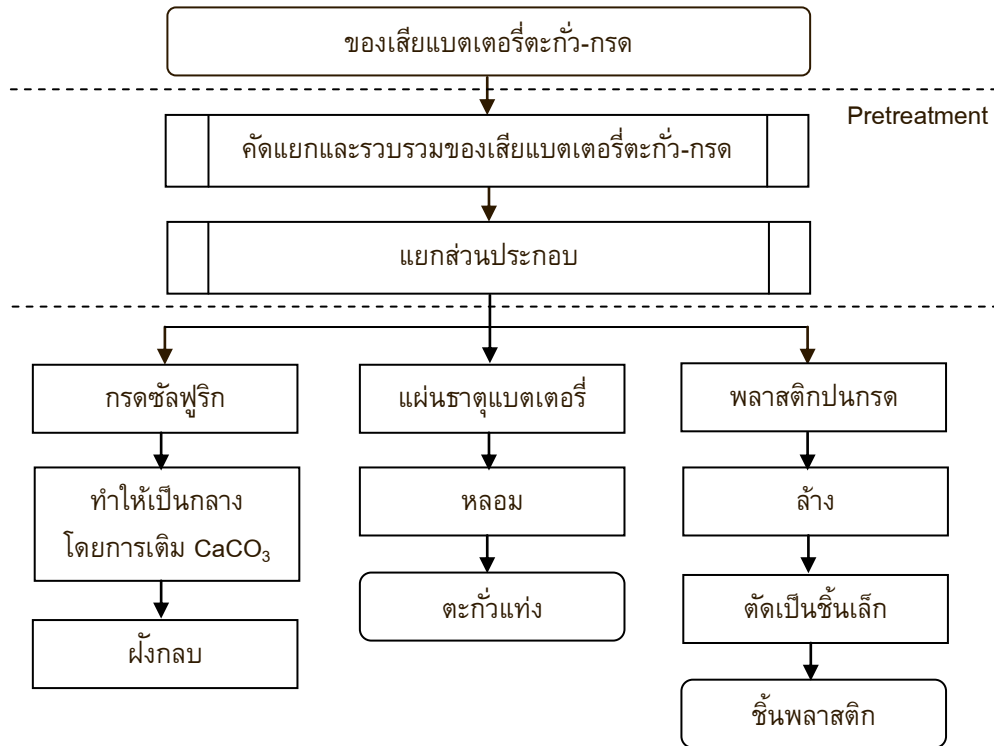 ของเสียแบตเตอรี่ตะกั่ว-กรด
Pretreatment
คัดแยกและรวบรวมของเสียแบตเตอรี่ตะกั่ว-กรด
แยกส่วนประกอบ
กรดซัลฟูริก
แผ่นธาตุแบตเตอรี่
พลาสติกปนกรด
ทำให้เป็นกลาง
โดยการเติม CaCO₃
หลอม
ล้าง
ฝังกลบ
ตะกั่วแท่ง
ตัดเป็นชิ้นเล็ก
ชิ้นพลาสติก